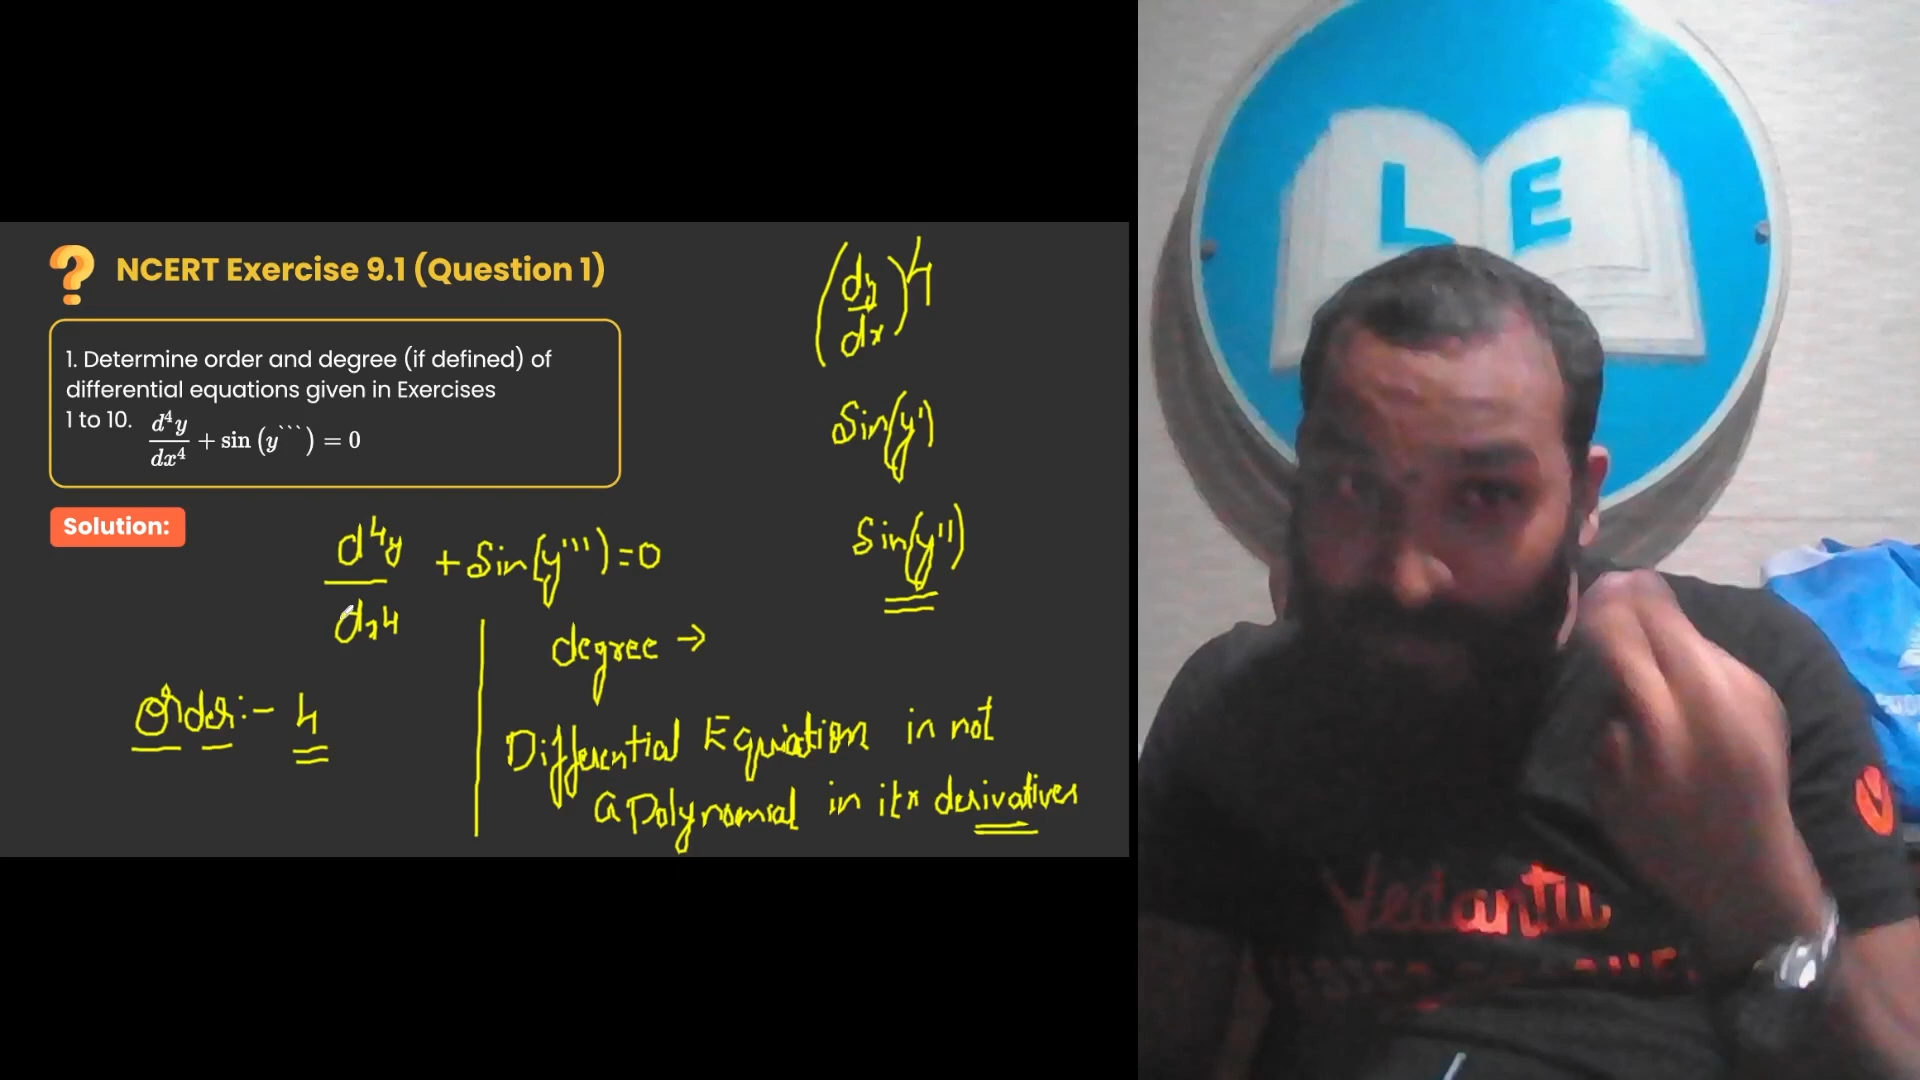 NCERT Exercise 9.1 (Question 1)
1. Determine order and degree (if defined) of
differential equations given in Exercises
1 to 10. d⁴y/dx⁴ + sin (y```) = 0
Solution:
d⁴y/dx⁴ + Sin(y''') = 0
Order:- 4
degree →
Differential Equation in not
a Polynomial in its derivatives
(dy/dx)⁴
Sin(y')
Sin(y'')
L E
Vedantu